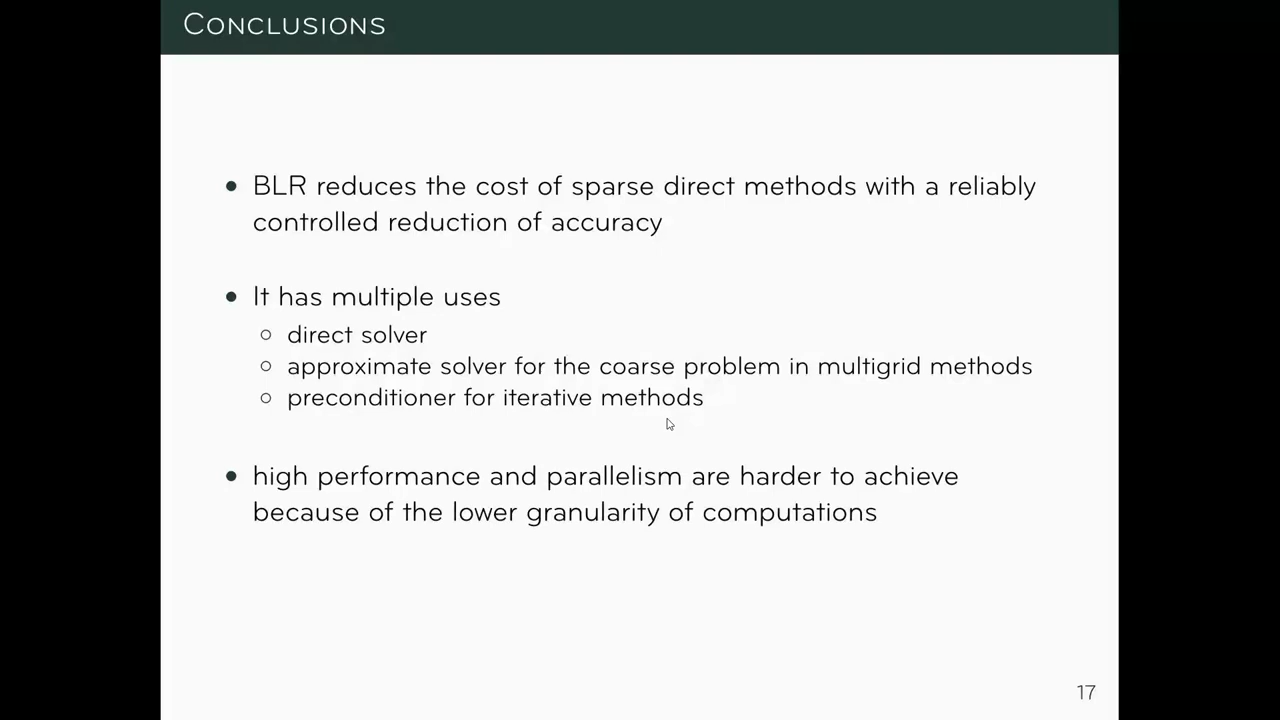 Conclusions
• BLR reduces the cost of sparse direct methods with a reliably
controlled reduction of accuracy
• It has multiple uses
◦ direct solver
◦ approximate solver for the coarse problem in multigrid methods
◦ preconditioner for iterative methods
• high performance and parallelism are harder to achieve
because of the lower granularity of computations
17